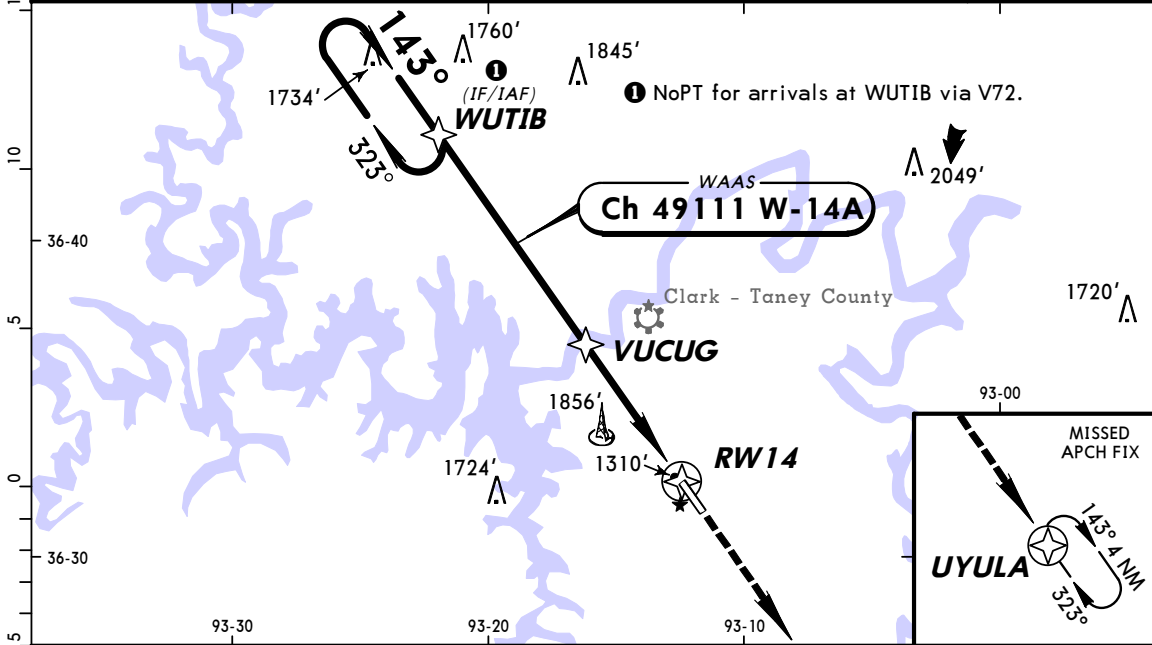 143°
1760'
1845'
❶
(IF/IAF)
WUTIB
1734'
❶ NoPT for arrivals at WUTIB via V72.
323°
10
2049'
WAAS
Ch 49111 W-14A
36-40
Clark - Taney County
1720'
5
VUCUG
93-00
1856'
MISSED
APCH FIX
RW14
1310'
1724'
0
143° 4 NM
UYULA
323°
36-30
93-30
93-20
93-10
5